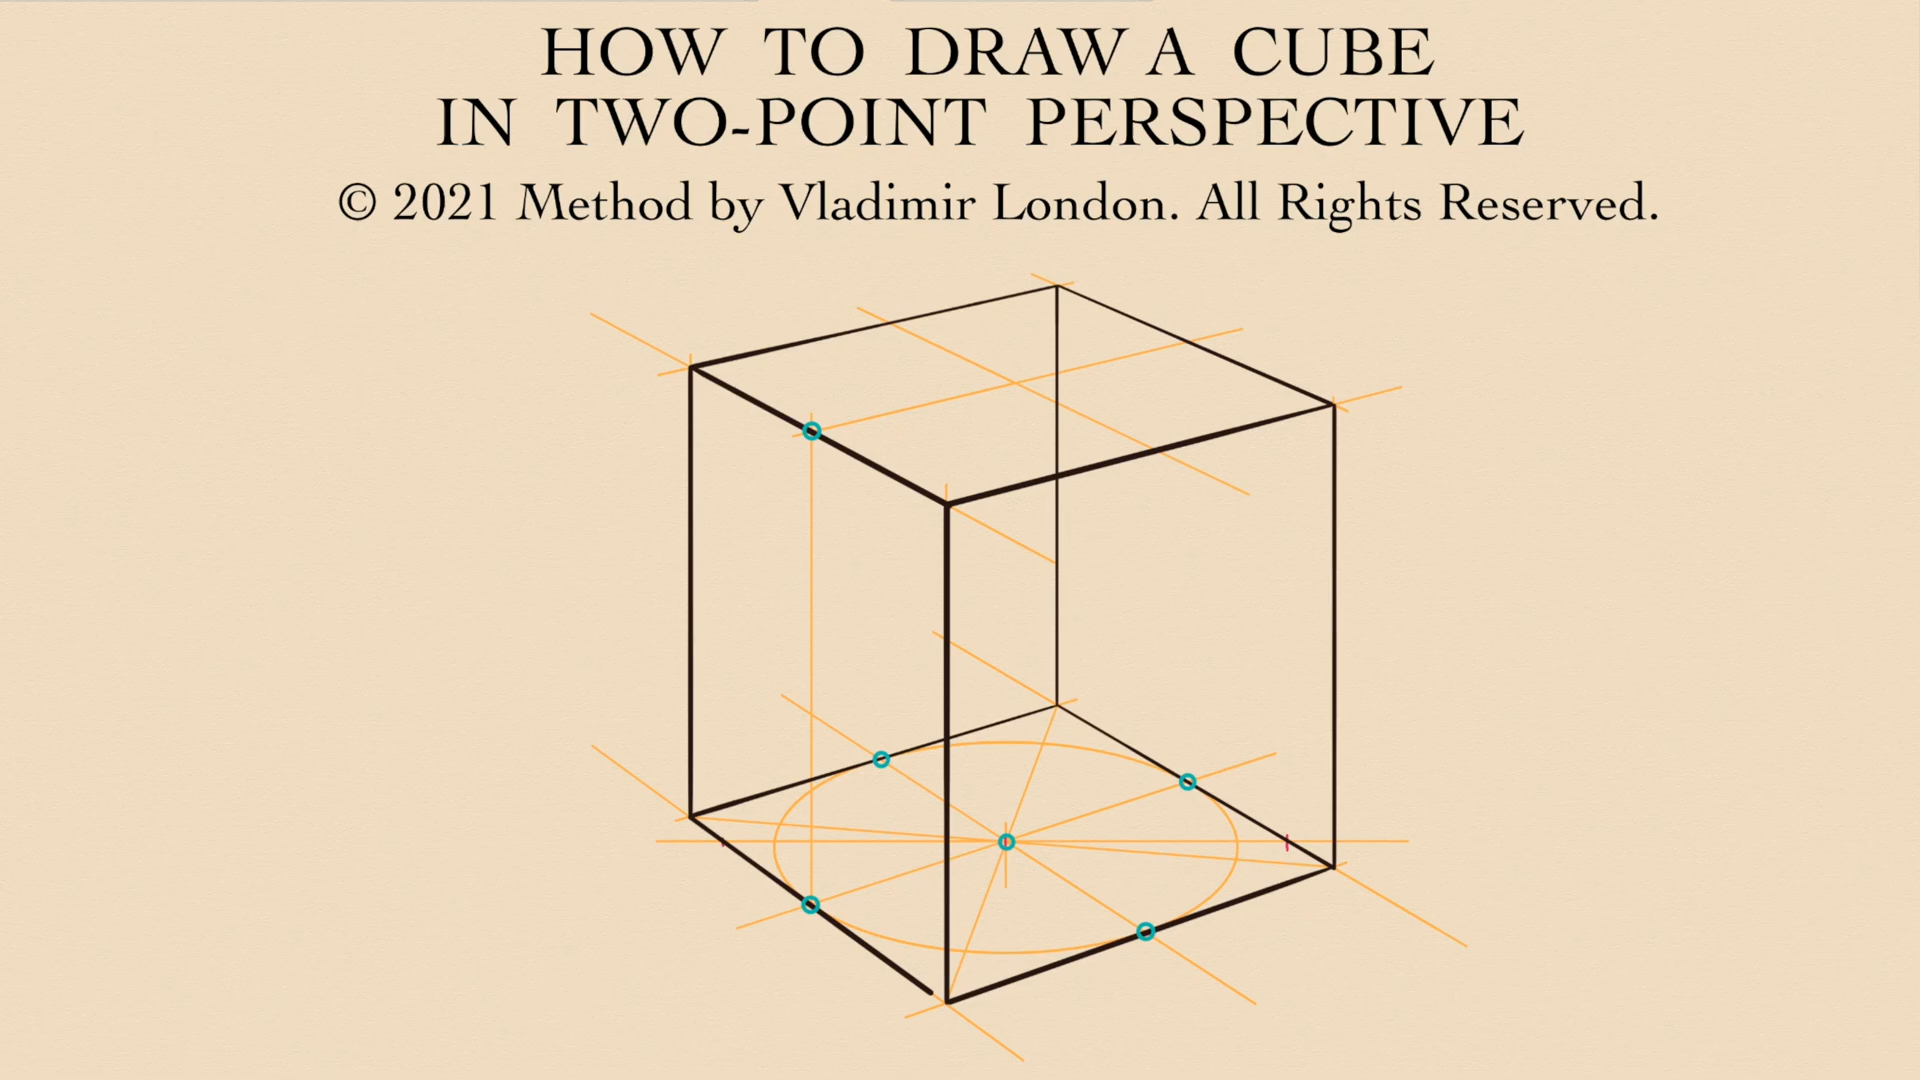 HOW TO DRAW A CUBE
IN TWO-POINT PERSPECTIVE
© 2021 Method by Vladimir London. All Rights Reserved.